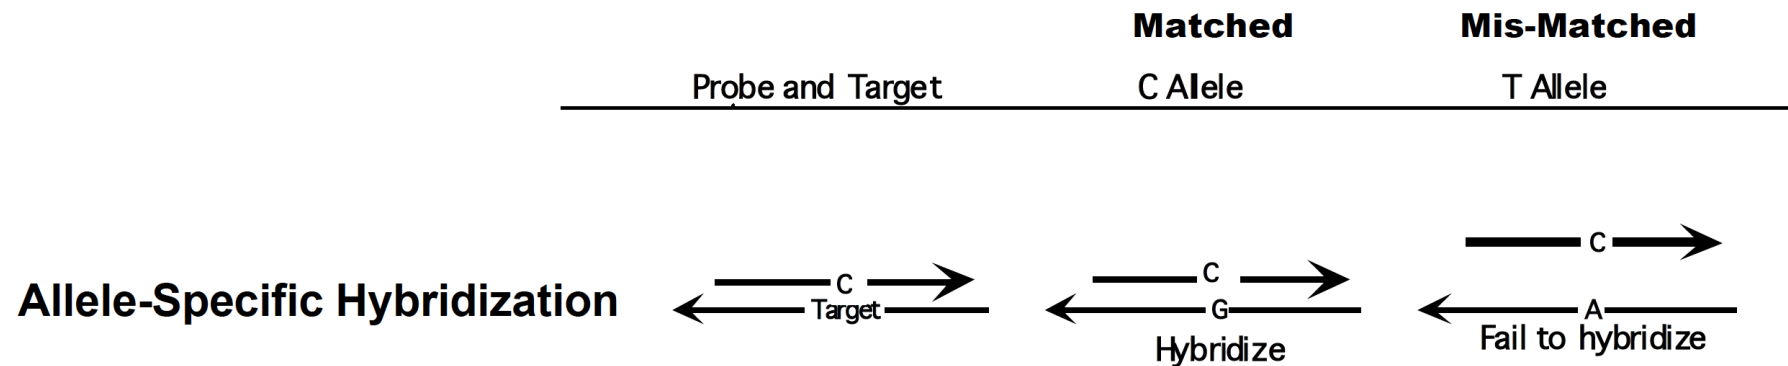 Matched Mis-Matched
Probe and Target C Allele T Allele
C
C C
Allele-Specific Hybridization Target G A
Hybridize Fail to hybridize